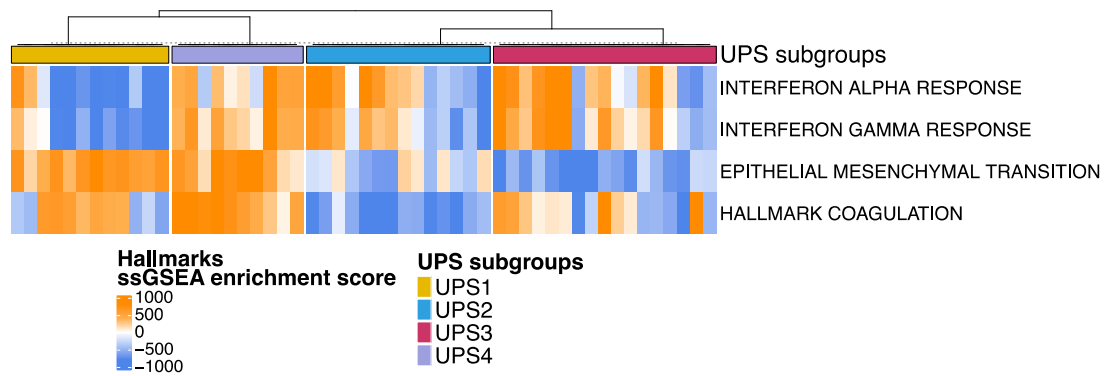 UPS subgroups
INTERFERON ALPHA RESPONSE
INTERFERON GAMMA RESPONSE
EPITHELIAL MESENCHYMAL TRANSITION
HALLMARK COAGULATION
Hallmarks
ssGSEA enrichment score
1000
500
0
−500
−1000
UPS subgroups
UPS1
UPS2
UPS3
UPS4